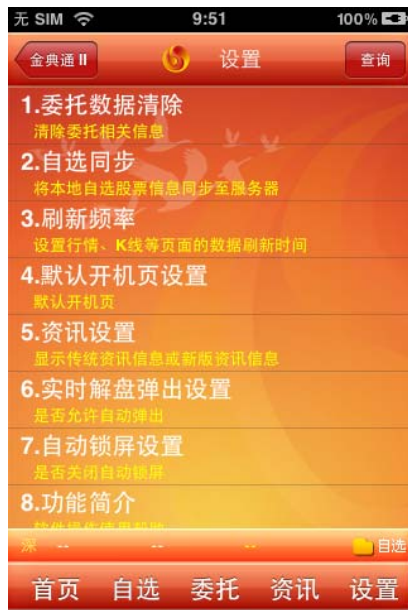 无 SIM 9:51 100%
金典通 II 设置 查询
1.委托数据清除
清除委托相关信息
2.自选同步
将本地自选股票信息同步至服务器
3.刷新频率
设置行情、K线等页面的数据刷新时间
4.默认开机页设置
默认开机页
5.资讯设置
显示传统资讯信息或新版资讯信息
6.实时解盘弹出设置
是否允许自动弹出
7.自动锁屏设置
是否关闭自动锁屏
8.功能简介
软件操作使用帮助
深 -- -- -- 自选
首页 自选 委托 资讯 设置